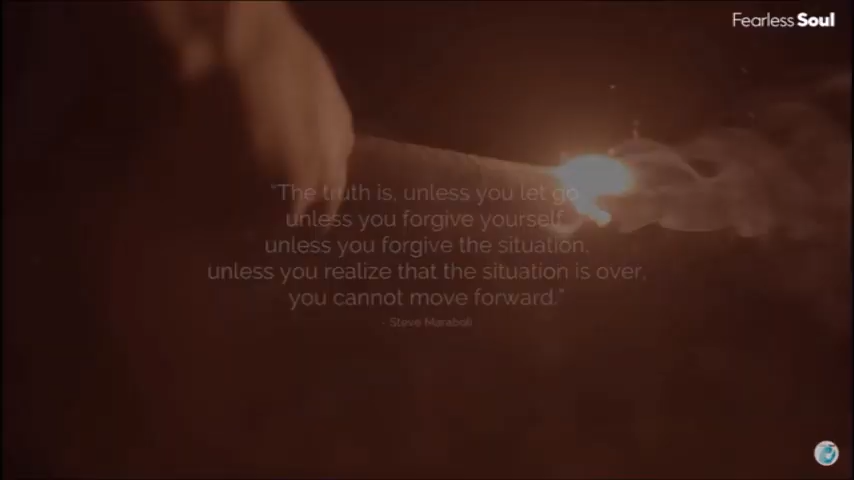 Fearless Soul
"The truth is, unless you let go,
unless you forgive yourself,
unless you forgive the situation,
unless you realize that the situation is over,
you cannot move forward."
- Steve Maraboli